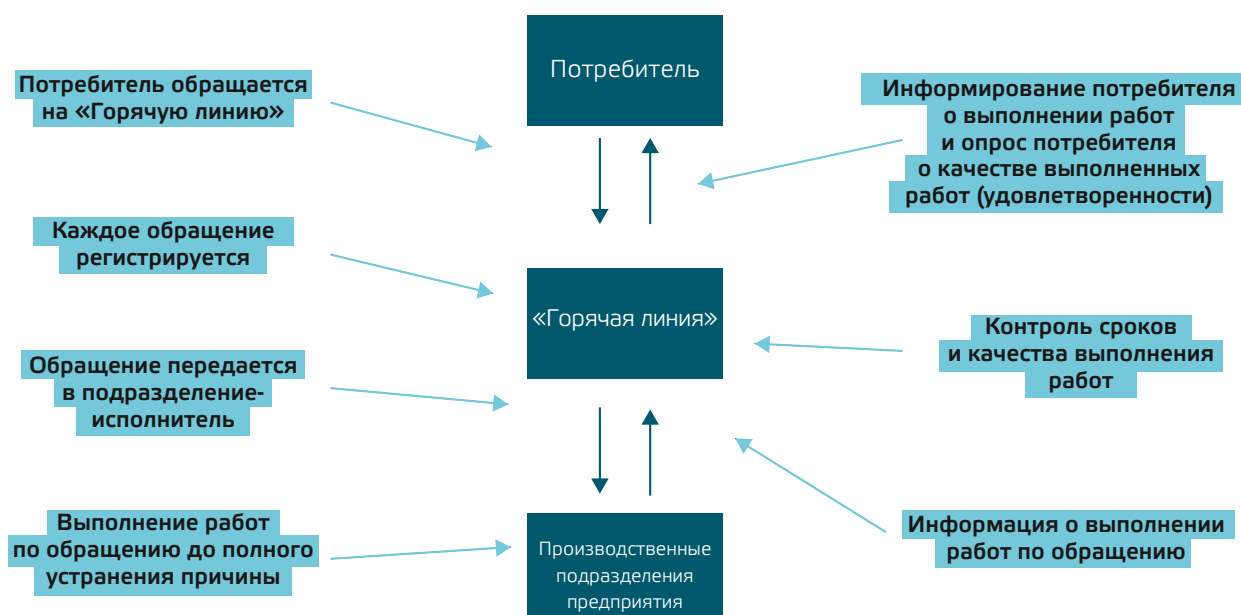 Потребитель
Потребитель обращается
на «Горячую линию»
Информирование потребителя
о выполнении работ
и опрос потребителя
о качестве выполненных
работ (удовлетворенности)
Каждое обращение
регистрируется
«Горячая линия»
Контроль сроков
и качества выполнения
работ
Обращение передается
в подразделение-
исполнитель
Выполнение работ
по обращению до полного
устранения причины
Производственные
подразделения
предприятия
Информация о выполнении
работ по обращению